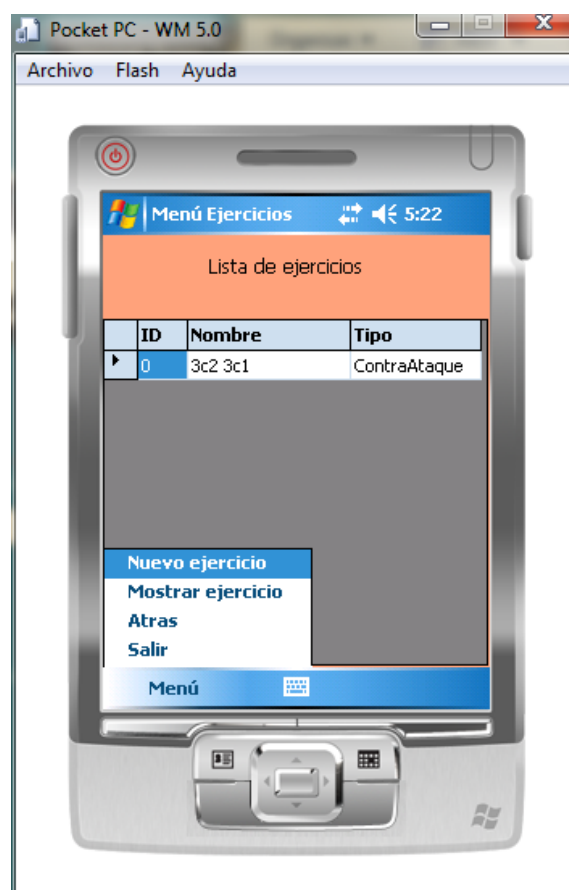 Pocket PC - WM 5.0
Archivo Flash Ayuda
Menú Ejercicios 5:22
Lista de ejercicios
ID Nombre Tipo
0 3c2 3c1 ContraAtaque
Nuevo ejercicio
Mostrar ejercicio
Atras
Salir
Menú